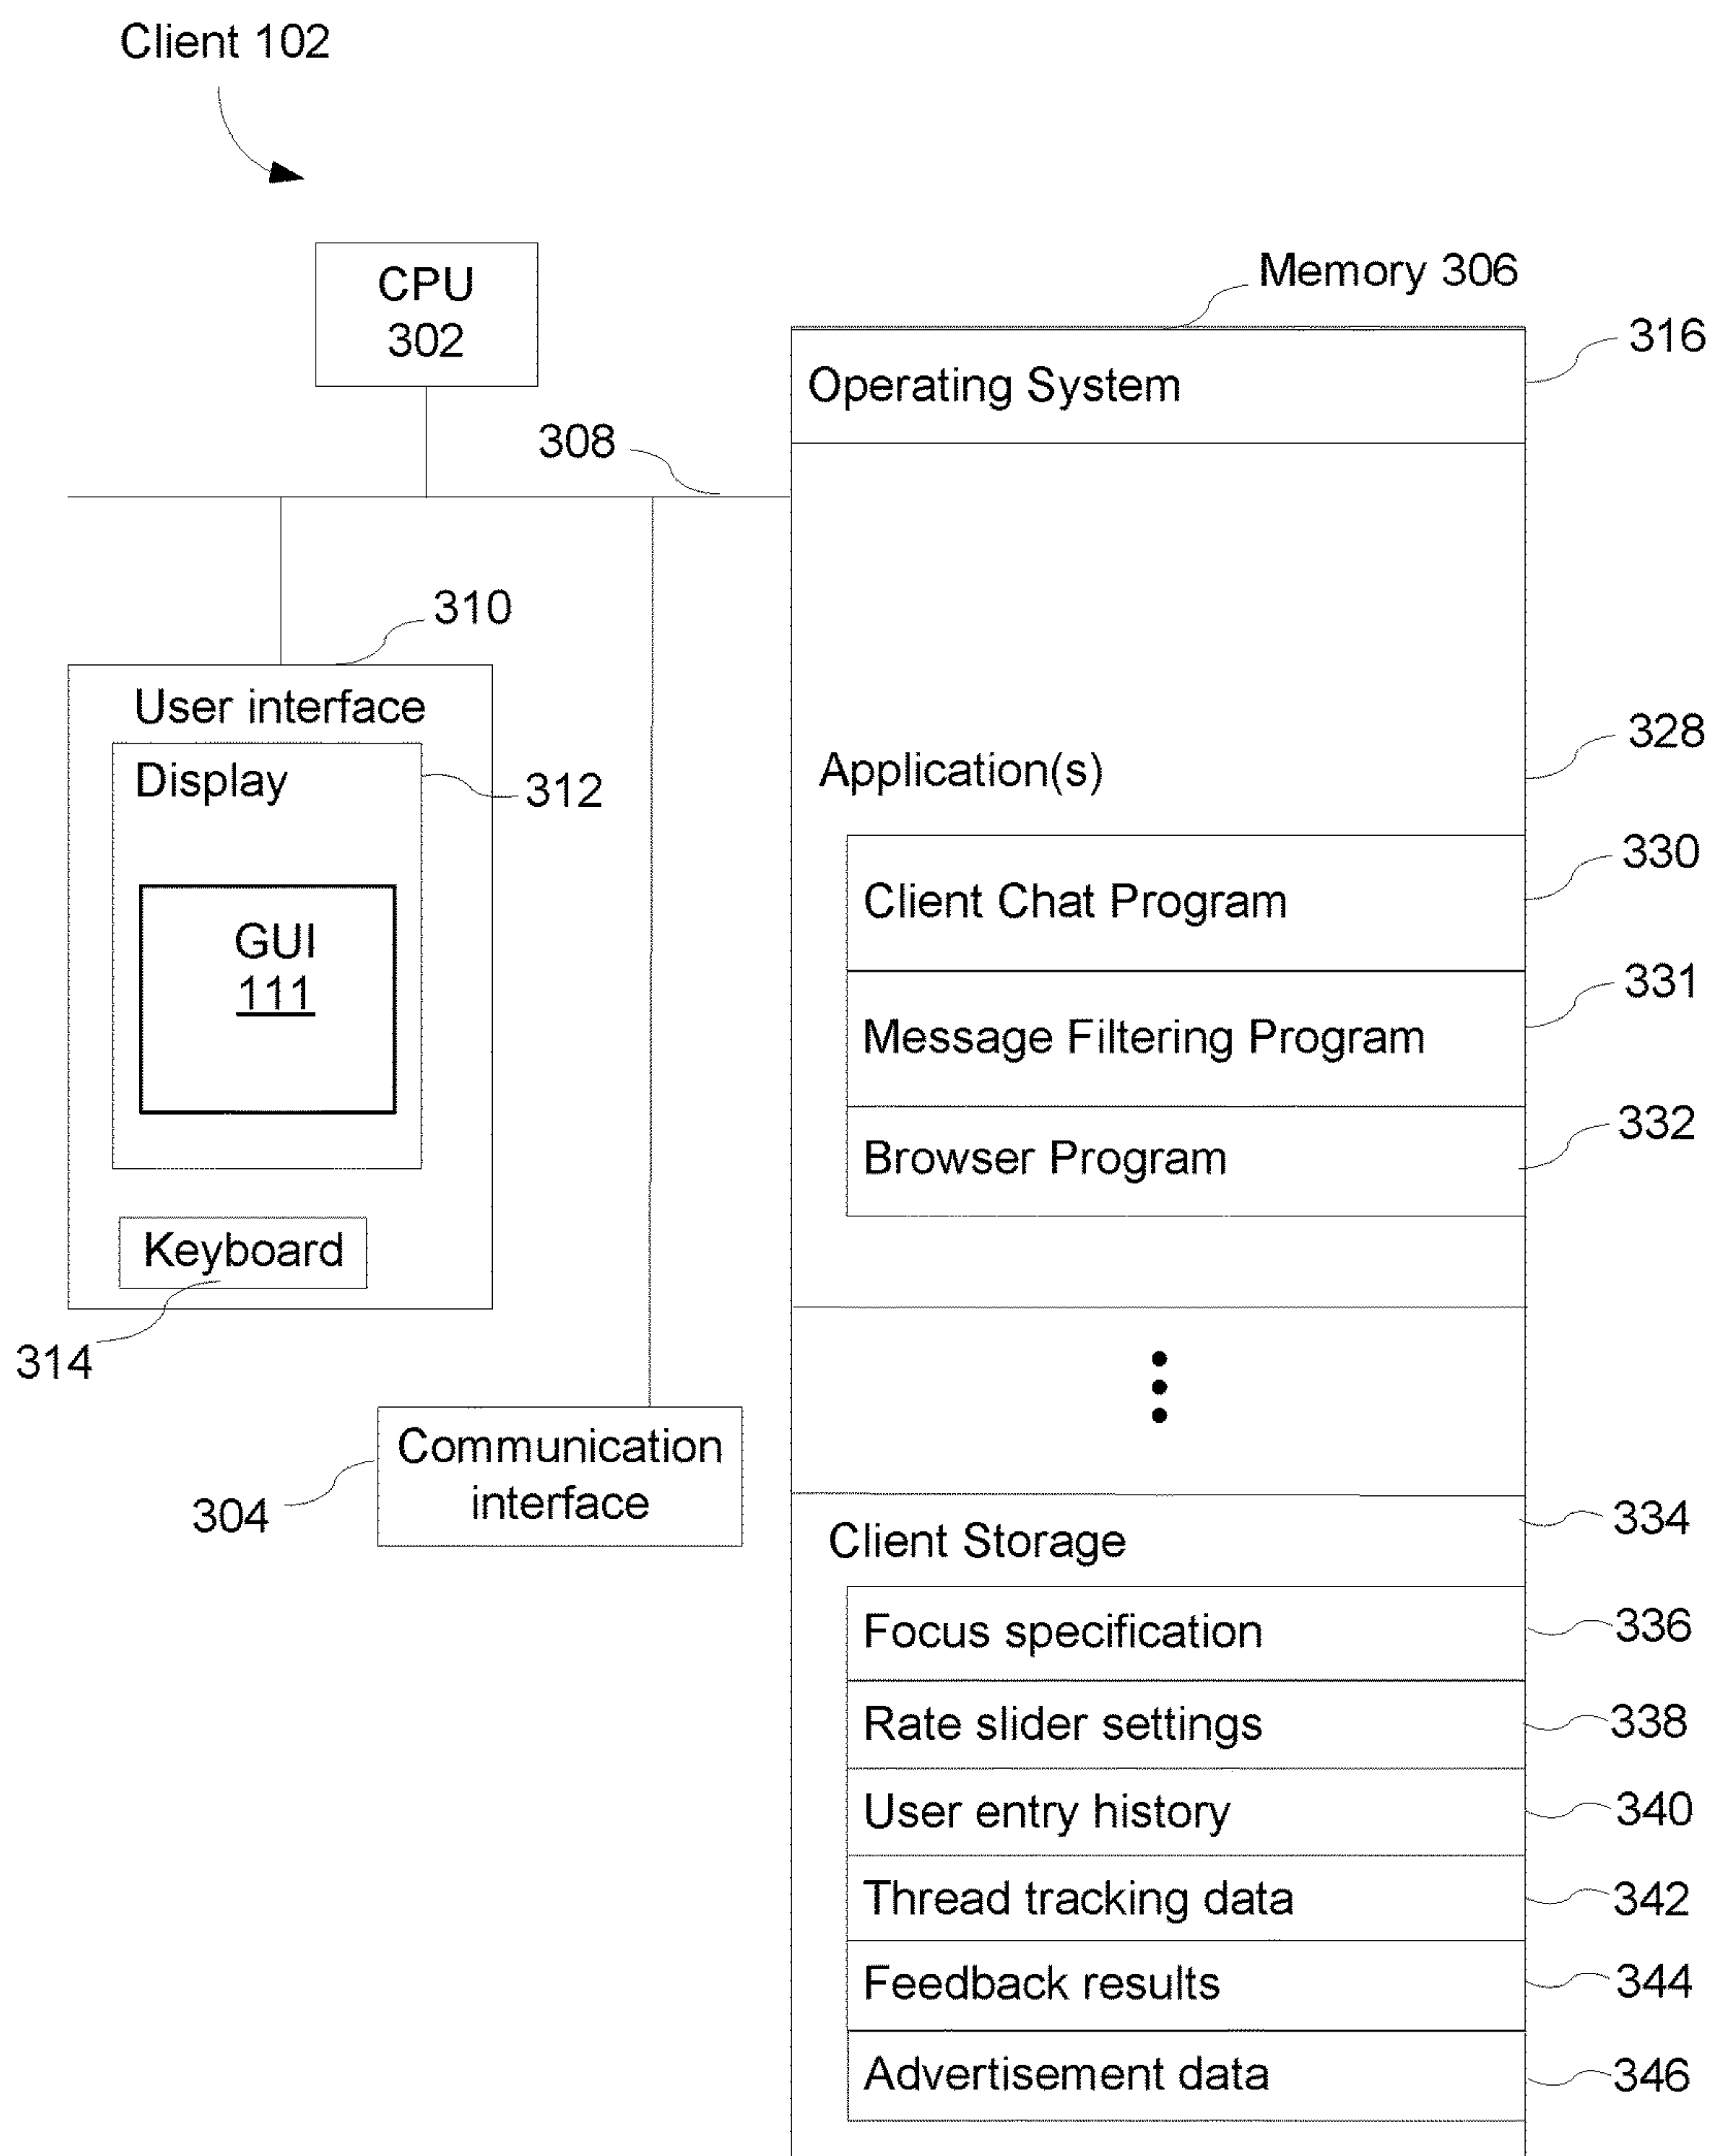 Client 102
CPU
302
Memory 306
316
Operating System
308
310
User interface
Display
312
GUI
111
Keyboard
314
Communication
interface
304
328
Application(s)
330
Client Chat Program
331
Message Filtering Program
332
Browser Program
334
Client Storage
Focus specification
336
Rate slider settings
338
User entry history
340
Thread tracking data
342
Feedback results
344
Advertisement data
346